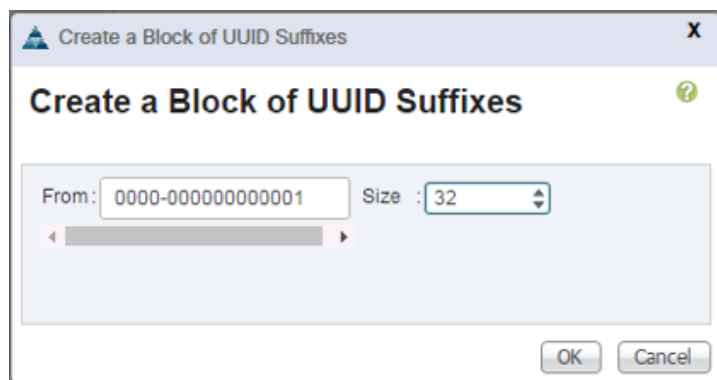 Create a Block of UUID Suffixes X
Create a Block of UUID Suffixes ?
From : 0000-000000000001 Size : 32
OK Cancel